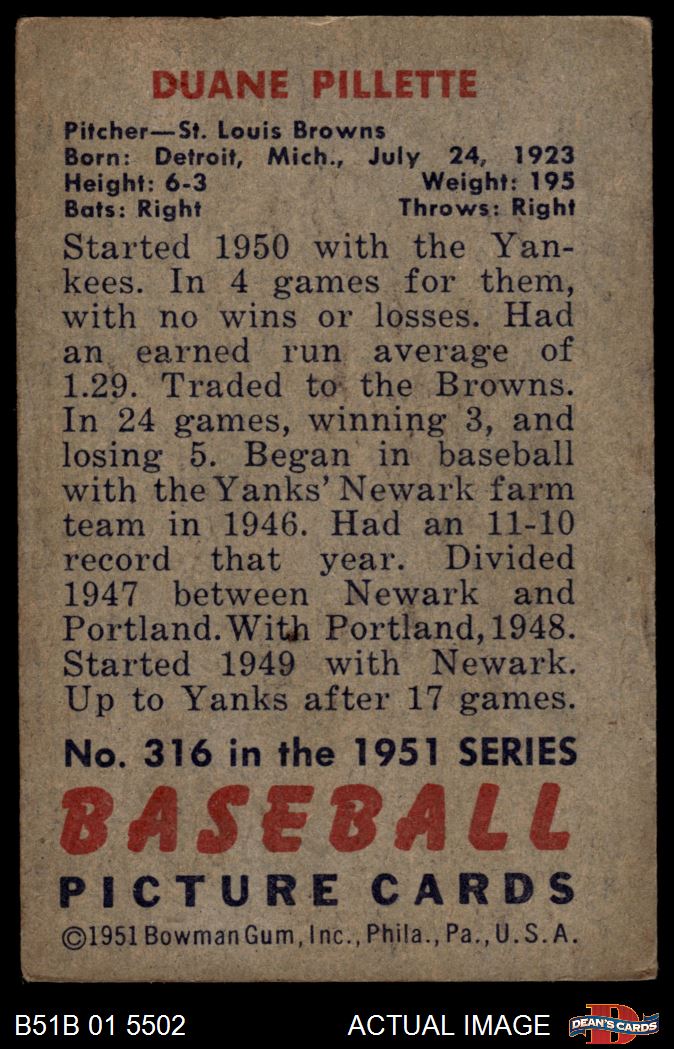 DUANE PILLETTE
Pitcher—St. Louis Browns
Born: Detroit, Mich., July 24, 1923
Height: 6-3 Weight: 195
Bats: Right Throws: Right
Started 1950 with the Yan-
kees. In 4 games for them,
with no wins or losses. Had
an earned run average of
1.29. Traded to the Browns.
In 24 games, winning 3, and
losing 5. Began in baseball
with the Yanks' Newark farm
team in 1946. Had an 11-10
record that year. Divided
1947 between Newark and
Portland. With Portland, 1948.
Started 1949 with Newark.
Up to Yanks after 17 games.
No. 316 in the 1951 SERIES
BASEBALL
PICTURE CARDS
©1951 Bowman Gum, Inc., Phila., Pa., U.S.A.
B51B 01 5502 ACTUAL IMAGE D DEAN'S CARDS